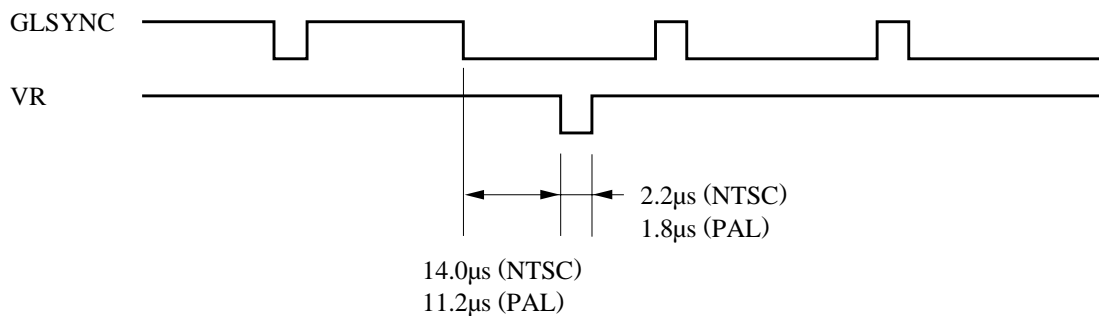 GLSYNC
VR
2.2μs (NTSC)
1.8μs (PAL)
14.0μs (NTSC)
11.2μs (PAL)